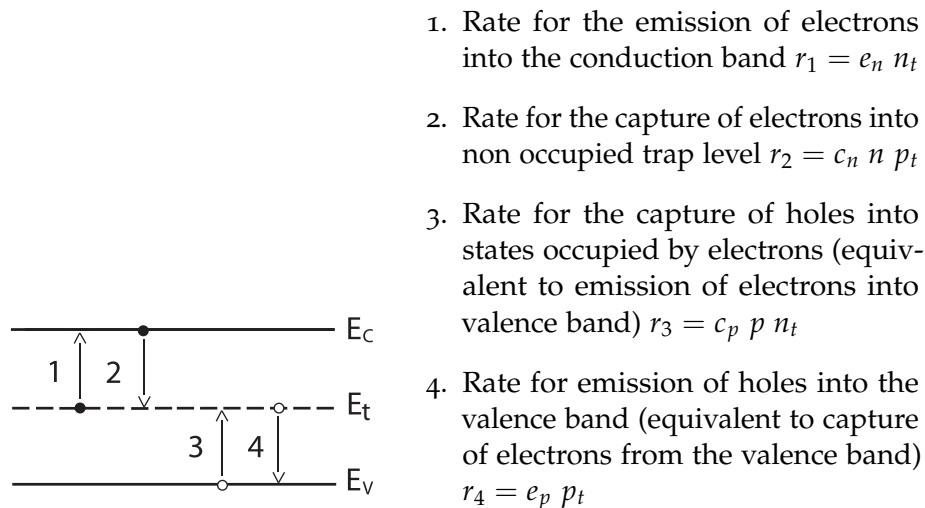 1. Rate for the emission of electrons
into the conduction band r₁ = eₙ nₜ
2. Rate for the capture of electrons into
non occupied trap level r₂ = cₙ n pₜ
3. Rate for the capture of holes into
states occupied by electrons (equiv-
alent to emission of electrons into
valence band) r₃ = cₚ p nₜ
4. Rate for emission of holes into the
valence band (equivalent to capture
of electrons from the valence band)
r₄ = eₚ pₜ
E_C
1 2
E_t
3 4
E_V